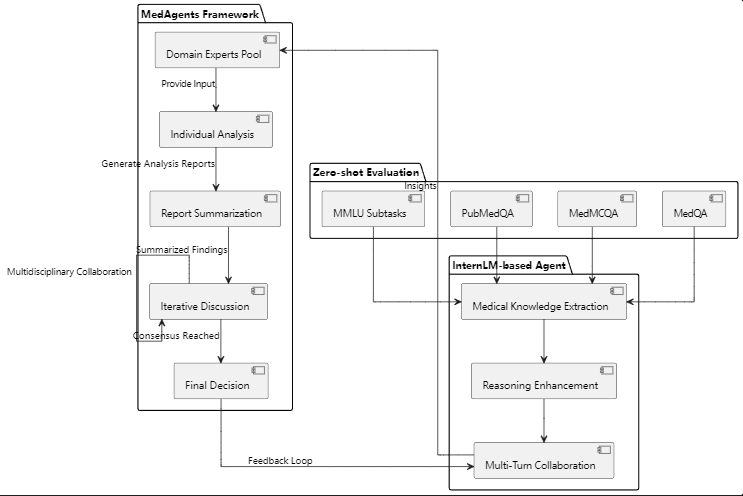 MedAgents Framework
Domain Experts Pool
Provide Input
Individual Analysis
Generate Analysis Reports
Report Summarization
Summarized Findings
Multidisciplinary Collaboration
Iterative Discussion
Consensus Reached
Final Decision
Feedback Loop
Zero-shot Evaluation
Insights
MMLU Subtasks
PubMedQA
MedMCQA
MedQA
InternLM-based Agent
Medical Knowledge Extraction
Reasoning Enhancement
Multi-Turn Collaboration